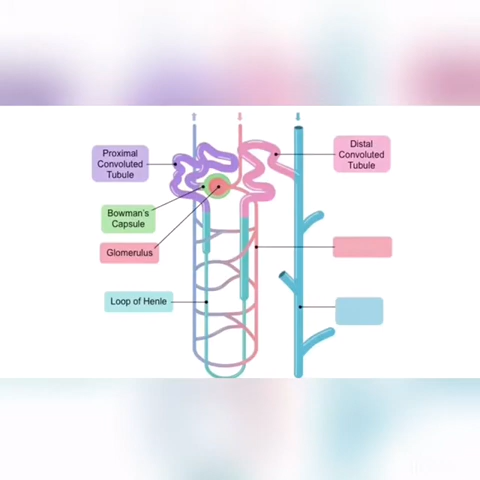 Proximal
Convoluted
Tubule
Distal
Convoluted
Tubule
Bowman's
Capsule
Glomerulus
Loop of Henle